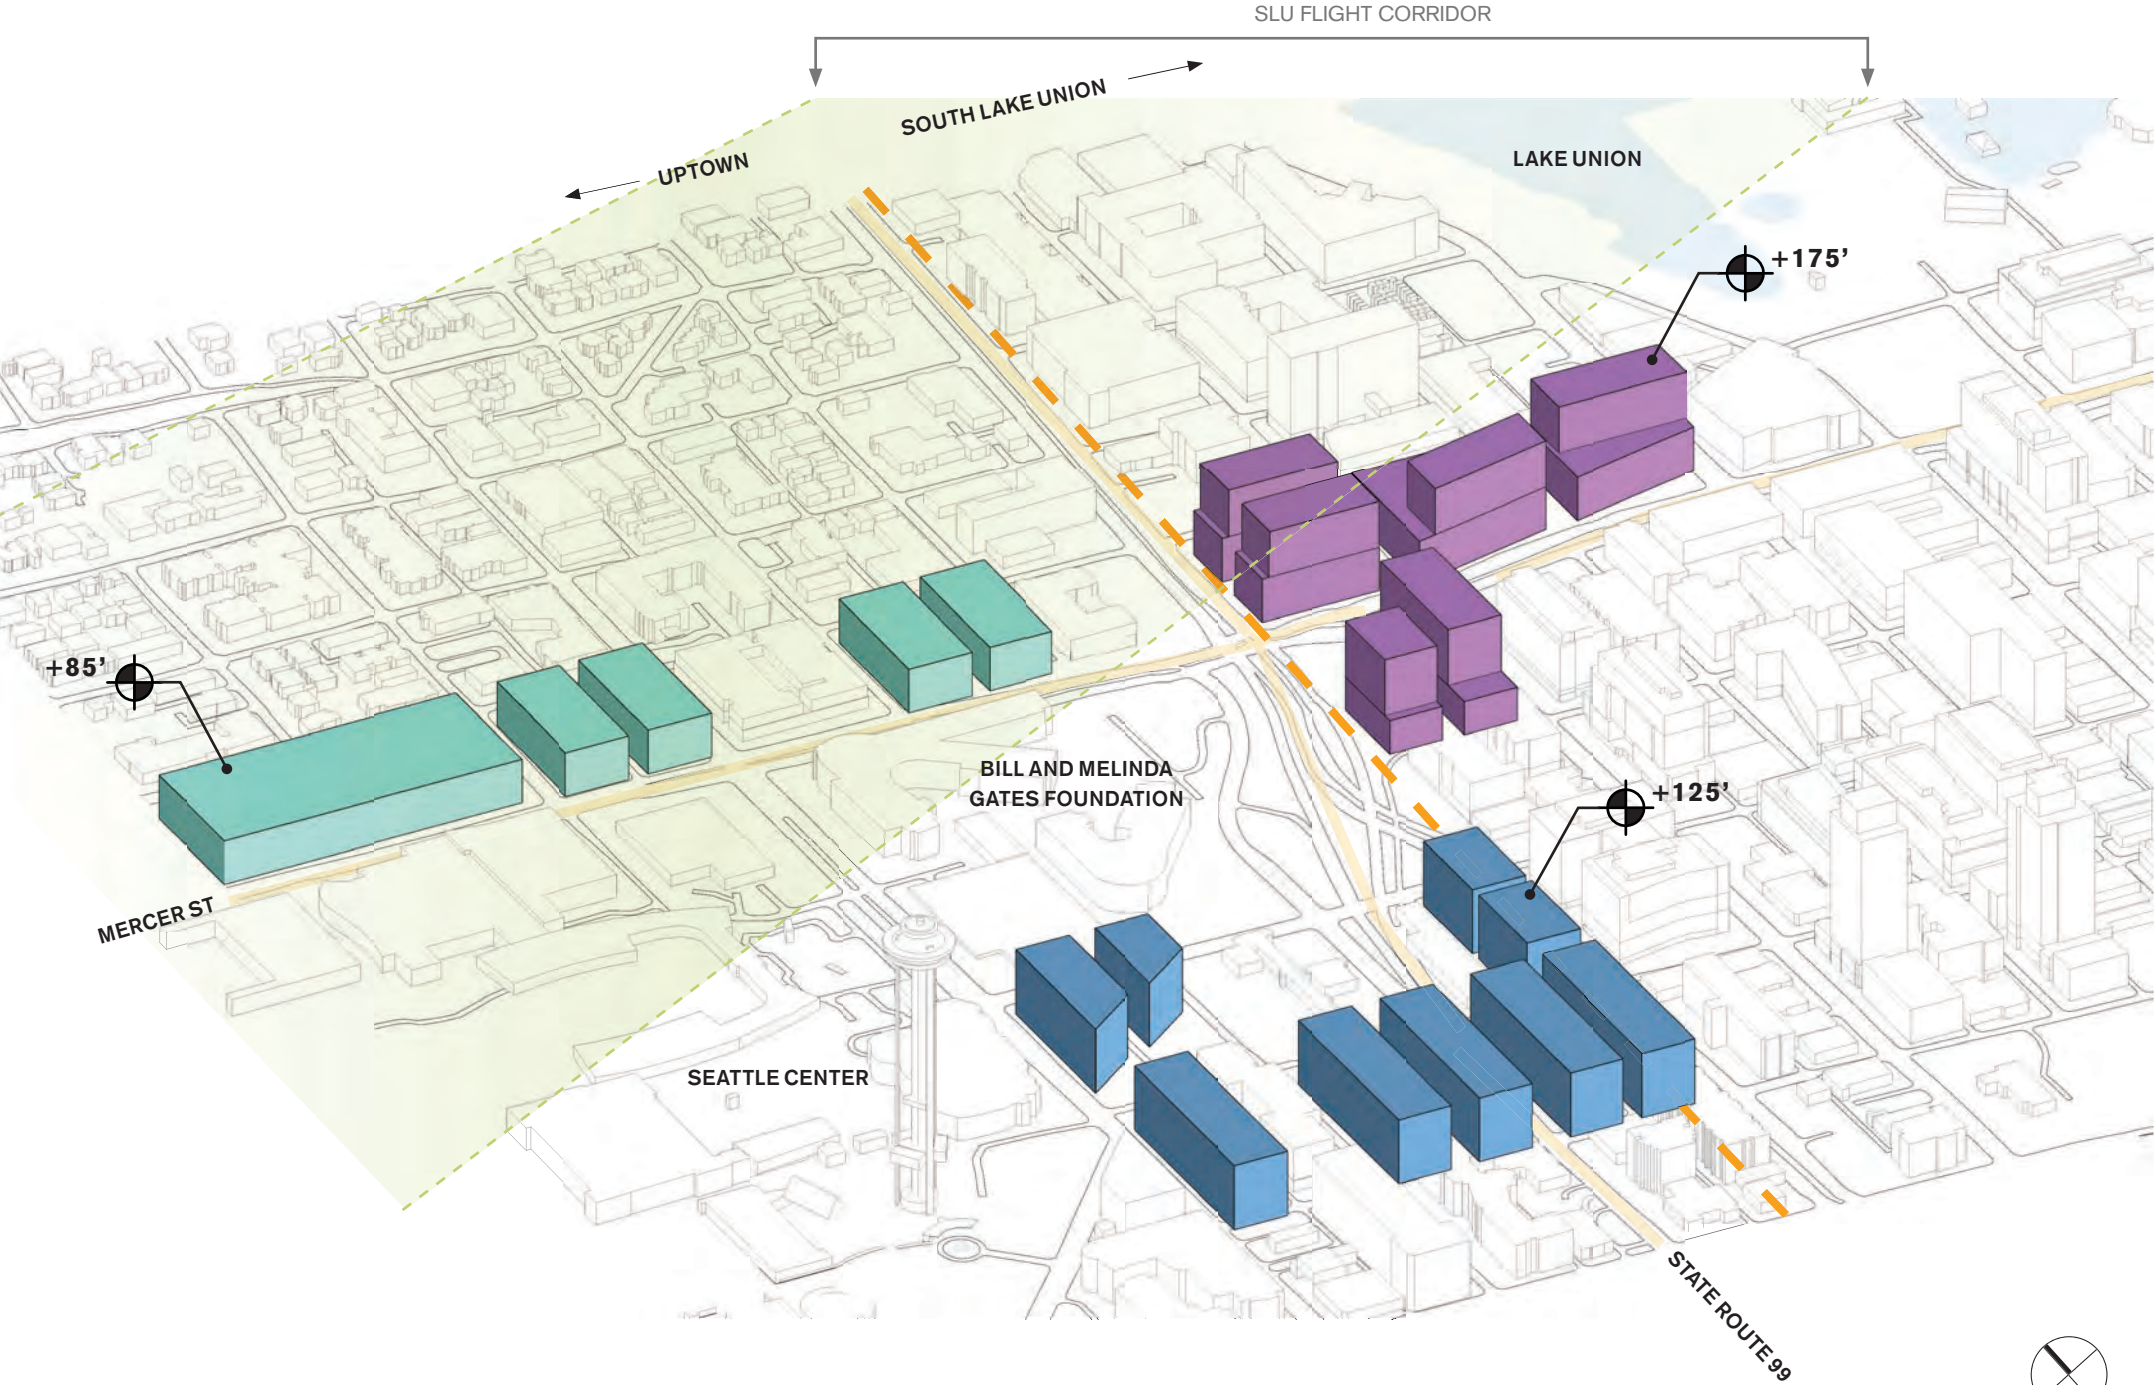 SLU FLIGHT CORRIDOR
SOUTH LAKE UNION
UPTOWN
LAKE UNION
+175’
+85’
BILL AND MELINDA
GATES FOUNDATION
+125’
MERCER ST
SEATTLE CENTER
STATE ROUTE 99